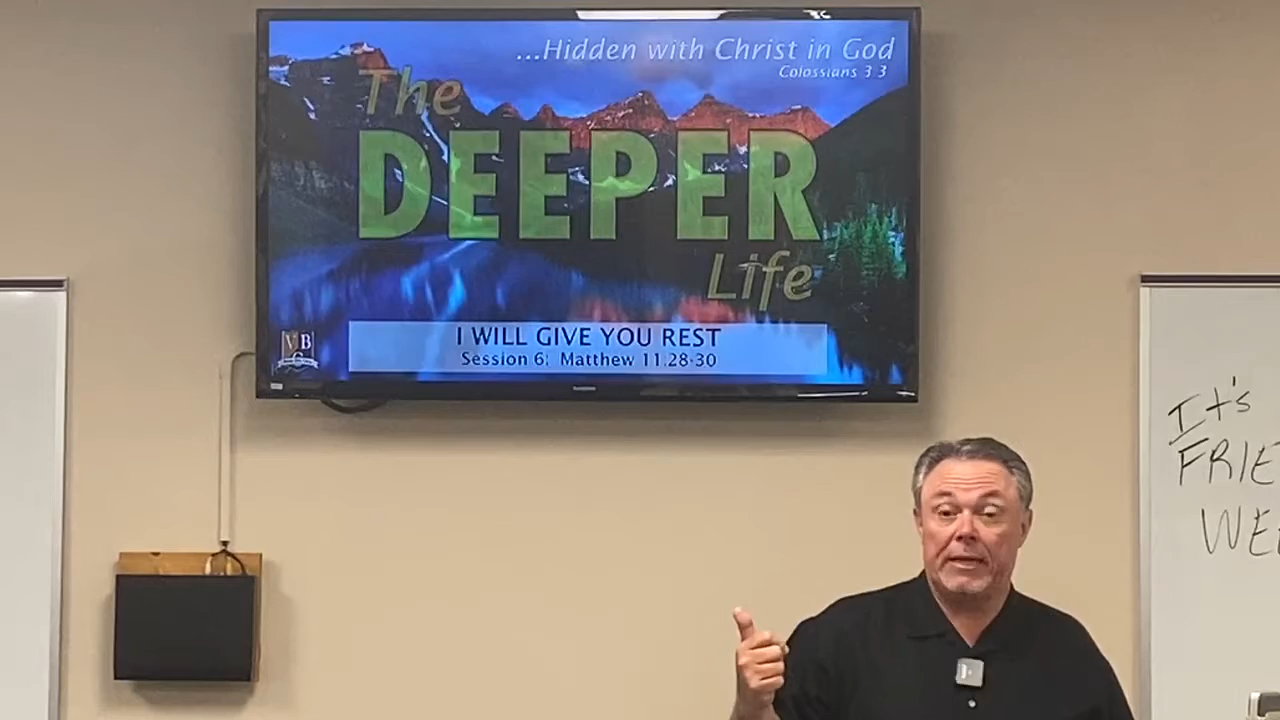 ...Hidden with Christ in God
Colossians 3 3
The
DEEPER
Life
I WILL GIVE YOU REST
Session 6: Matthew 11.28-30
VB
It's
FRIE
WE